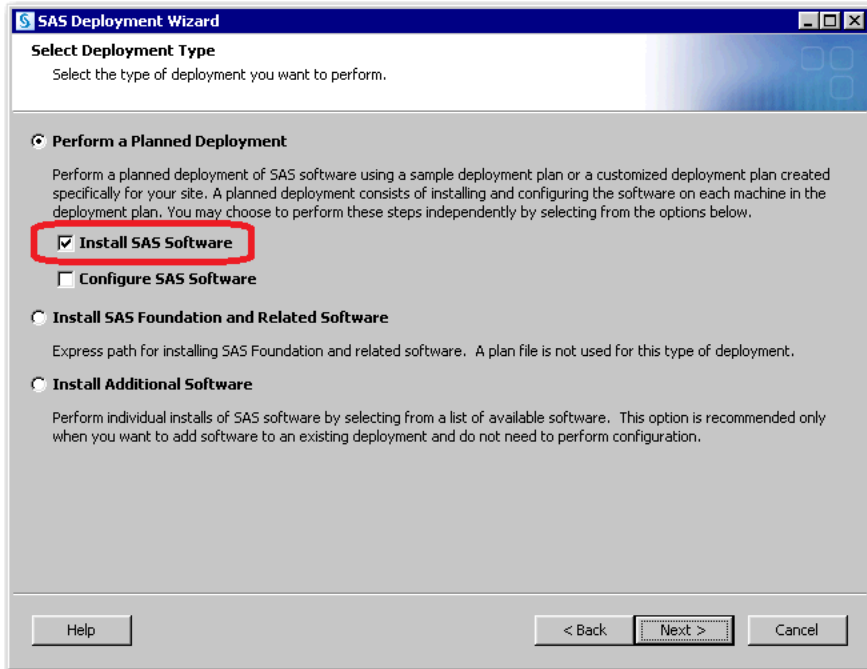 SAS Deployment Wizard
Select Deployment Type
Select the type of deployment you want to perform.
Perform a Planned Deployment
Perform a planned deployment of SAS software using a sample deployment plan or a customized deployment plan created
specifically for your site. A planned deployment consists of installing and configuring the software on each machine in the
deployment plan. You may choose to perform these steps independently by selecting from the options below.
Install SAS Software
Configure SAS Software
Install SAS Foundation and Related Software
Express path for installing SAS Foundation and related software. A plan file is not used for this type of deployment.
Install Additional Software
Perform individual installs of SAS software by selecting from a list of available software. This option is recommended only
when you want to add software to an existing deployment and do not need to perform configuration.
Help
< Back
Next >
Cancel